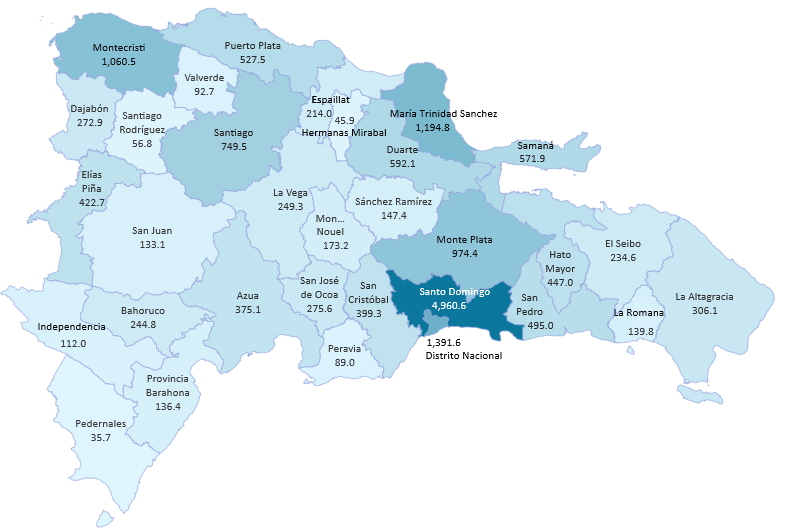 Montecristi
1,060.5
Puerto Plata
527.5
Valverde
92.7
Dajabón
272.9
Santiago
Rodríguez
56.8
Santiago
749.5
Espaillat
214.0
45.9
Hermanas Mirabal
María Trinidad Sanchez
1,194.8
Duarte
592.1
Samaná
571.9
Elías
Piña
422.7
San Juan
133.1
La Vega
249.3
Mon...
Nouel
173.2
Sánchez Ramírez
147.4
Monte Plata
974.4
Hato
Mayor
447.0
El Seibo
234.6
La Altagracia
306.1
Independencia
112.0
Bahoruco
244.8
Azua
375.1
San José
de Ocoa
275.6
San
Cristóbal
399.3
Santo Domingo
4,960.6
San
Pedro
495.0
La Romana
139.8
1,391.6
Distrito Nacional
Peravia
89.0
Provincia
Barahona
136.4
Pedernales
35.7